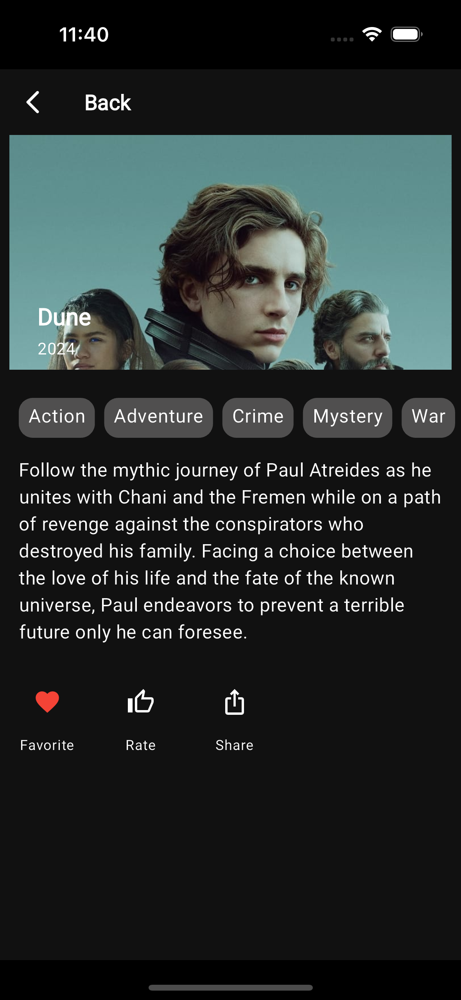 11:40
Back
Dune
2024
Action Adventure Crime Mystery War
Follow the mythic journey of Paul Atreides as he
unites with Chani and the Fremen while on a path
of revenge against the conspirators who
destroyed his family. Facing a choice between
the love of his life and the fate of the known
universe, Paul endeavors to prevent a terrible
future only he can foresee.
Favorite Rate Share